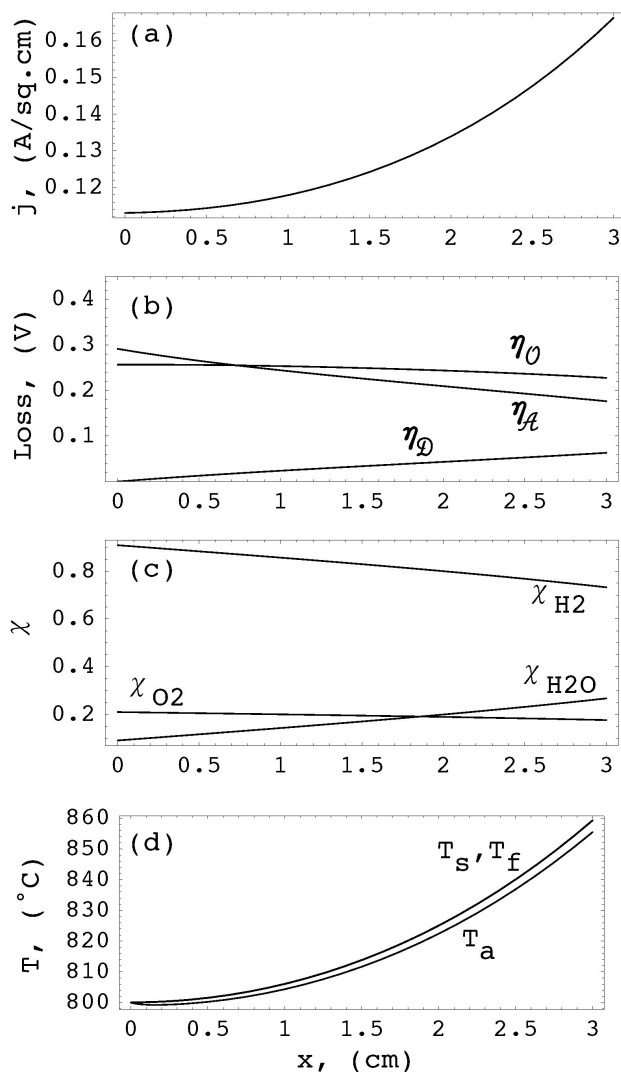 (a)
j, (A/sq.cm)
0.16
0.15
0.14
0.13
0.12
0 0.5 1 1.5 2 2.5 3
(b)
Loss, (V)
0.4
0.3
0.2
0.1
η𝒪
η𝒜
η𝒟
0 0.5 1 1.5 2 2.5 3
(c)
χ
0.8
0.6
0.4
0.2
χ H2
χ O2
χ H2O
0 0.5 1 1.5 2 2.5 3
(d)
T, (°C)
860
850
840
830
820
810
800
Ts,Tf
Ta
0 0.5 1 1.5 2 2.5 3
x, (cm)